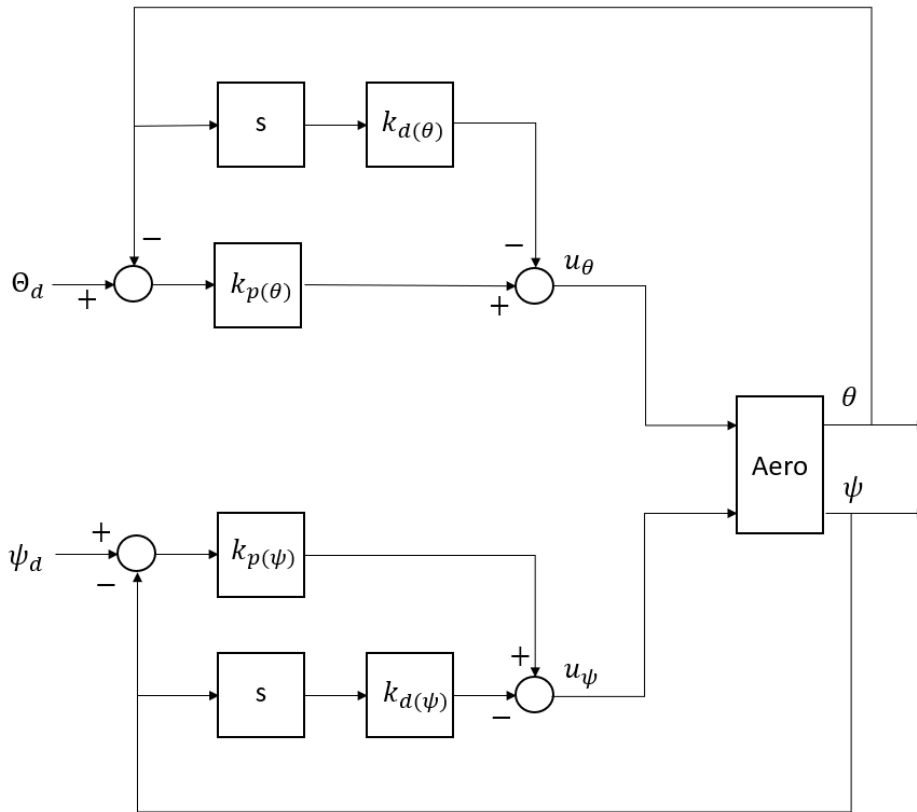 s
k_{d(θ)}
−
−
u_θ
Θ_d
+
k_{p(θ)}
+
θ
Aero
ψ
+
k_{p(ψ)}
ψ_d
−
+
u_ψ
s
k_{d(ψ)}
−